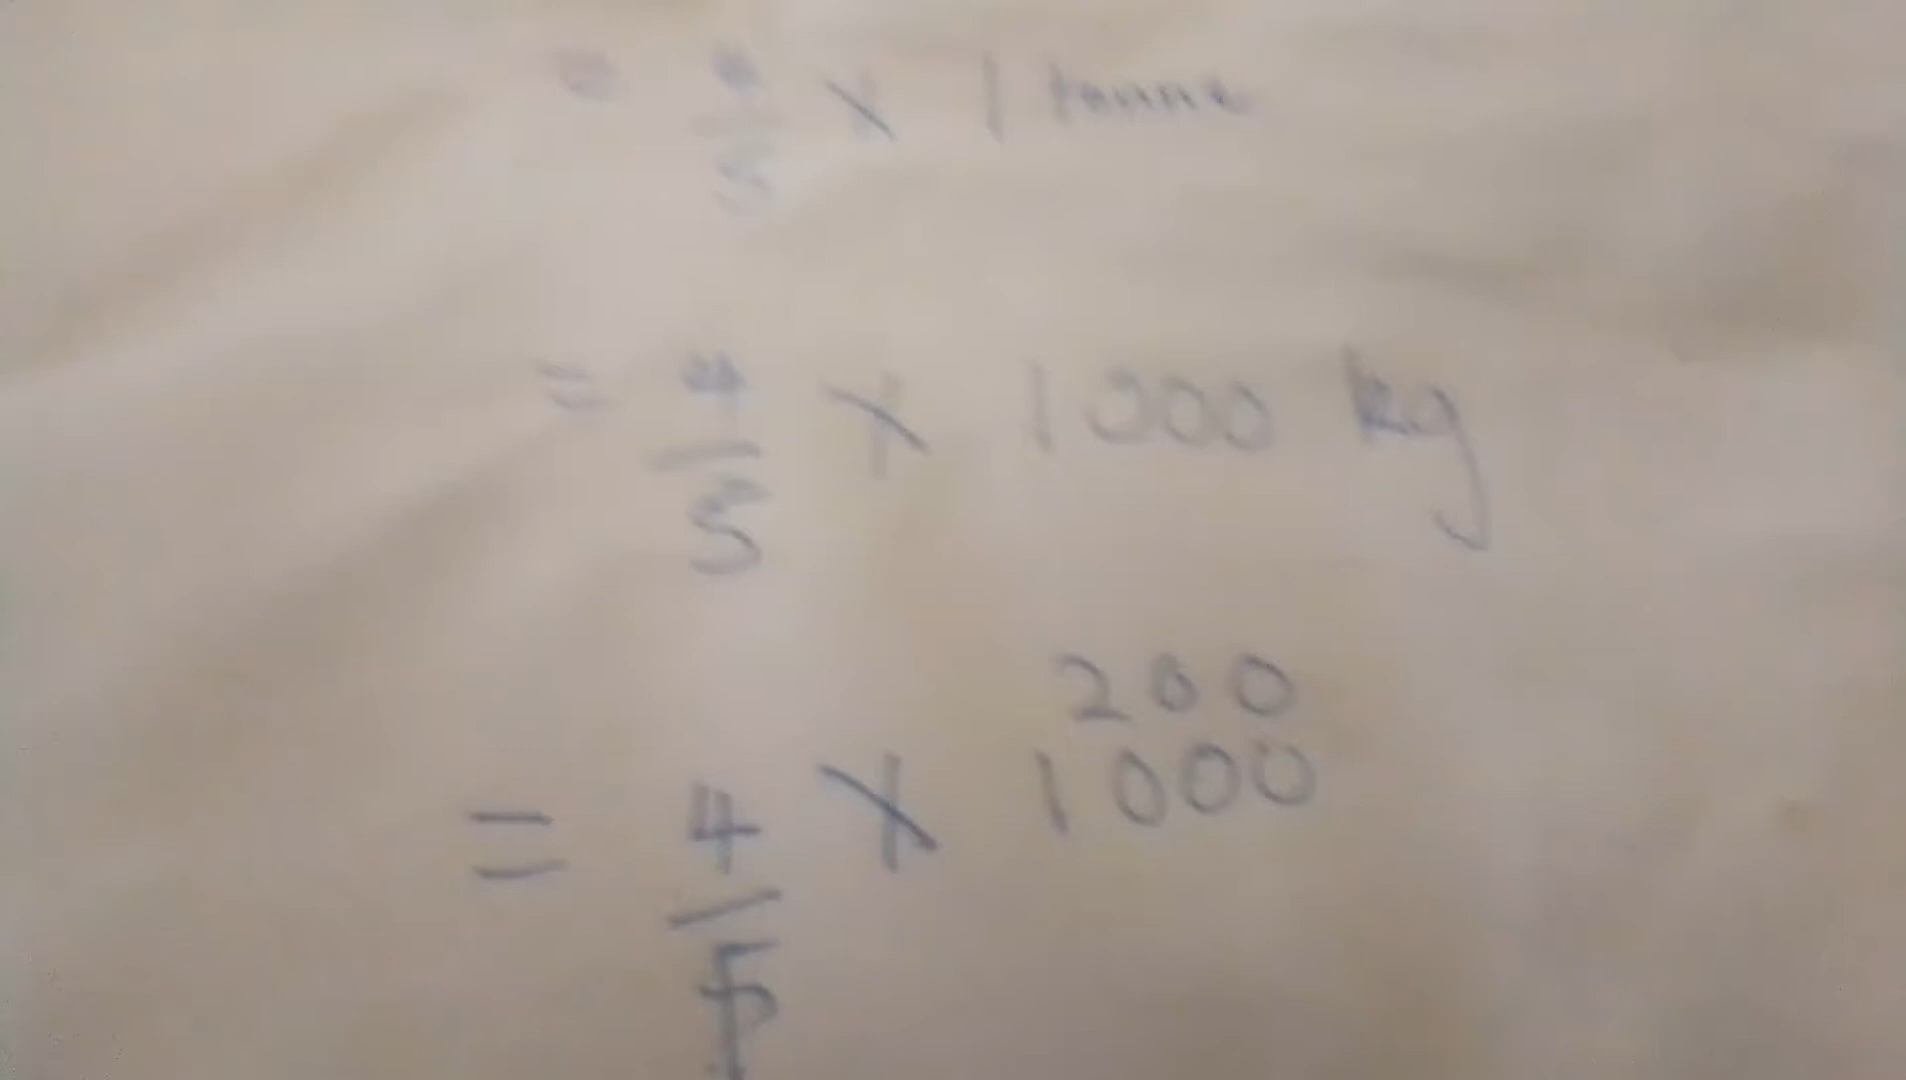 = 4/5 × 1 tonne
= 4/5 × 1000 kg
200
= 4/5 × 1000